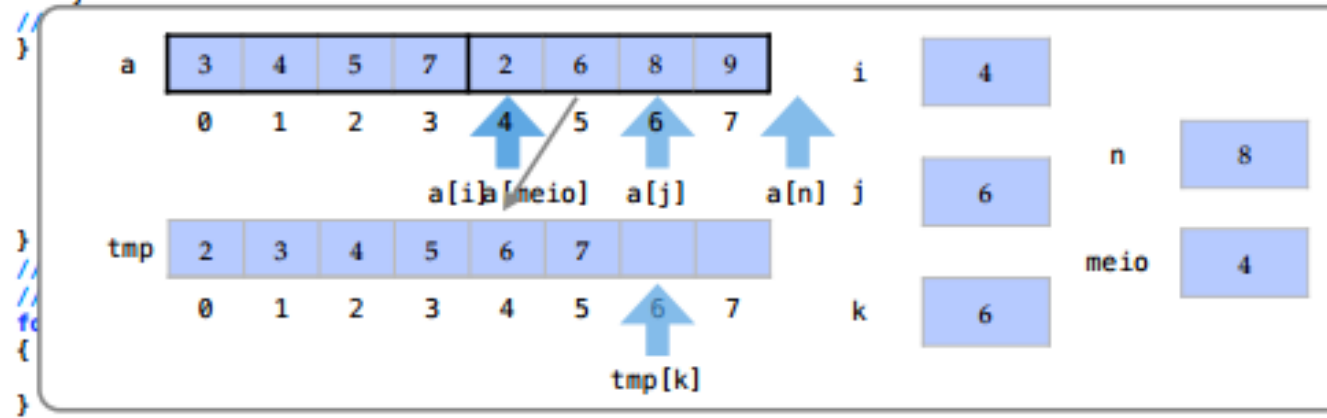 //
}
a 3 4 5 7 2 6 8 9 i 4
0 1 2 3 4 5 6 7
n 8
a[i] a[meio] a[j] a[n] j 6
} tmp 2 3 4 5 6 7
meio 4
//
//
0 1 2 3 4 5 6 7 k 6
fo
{
tmp[k]
}